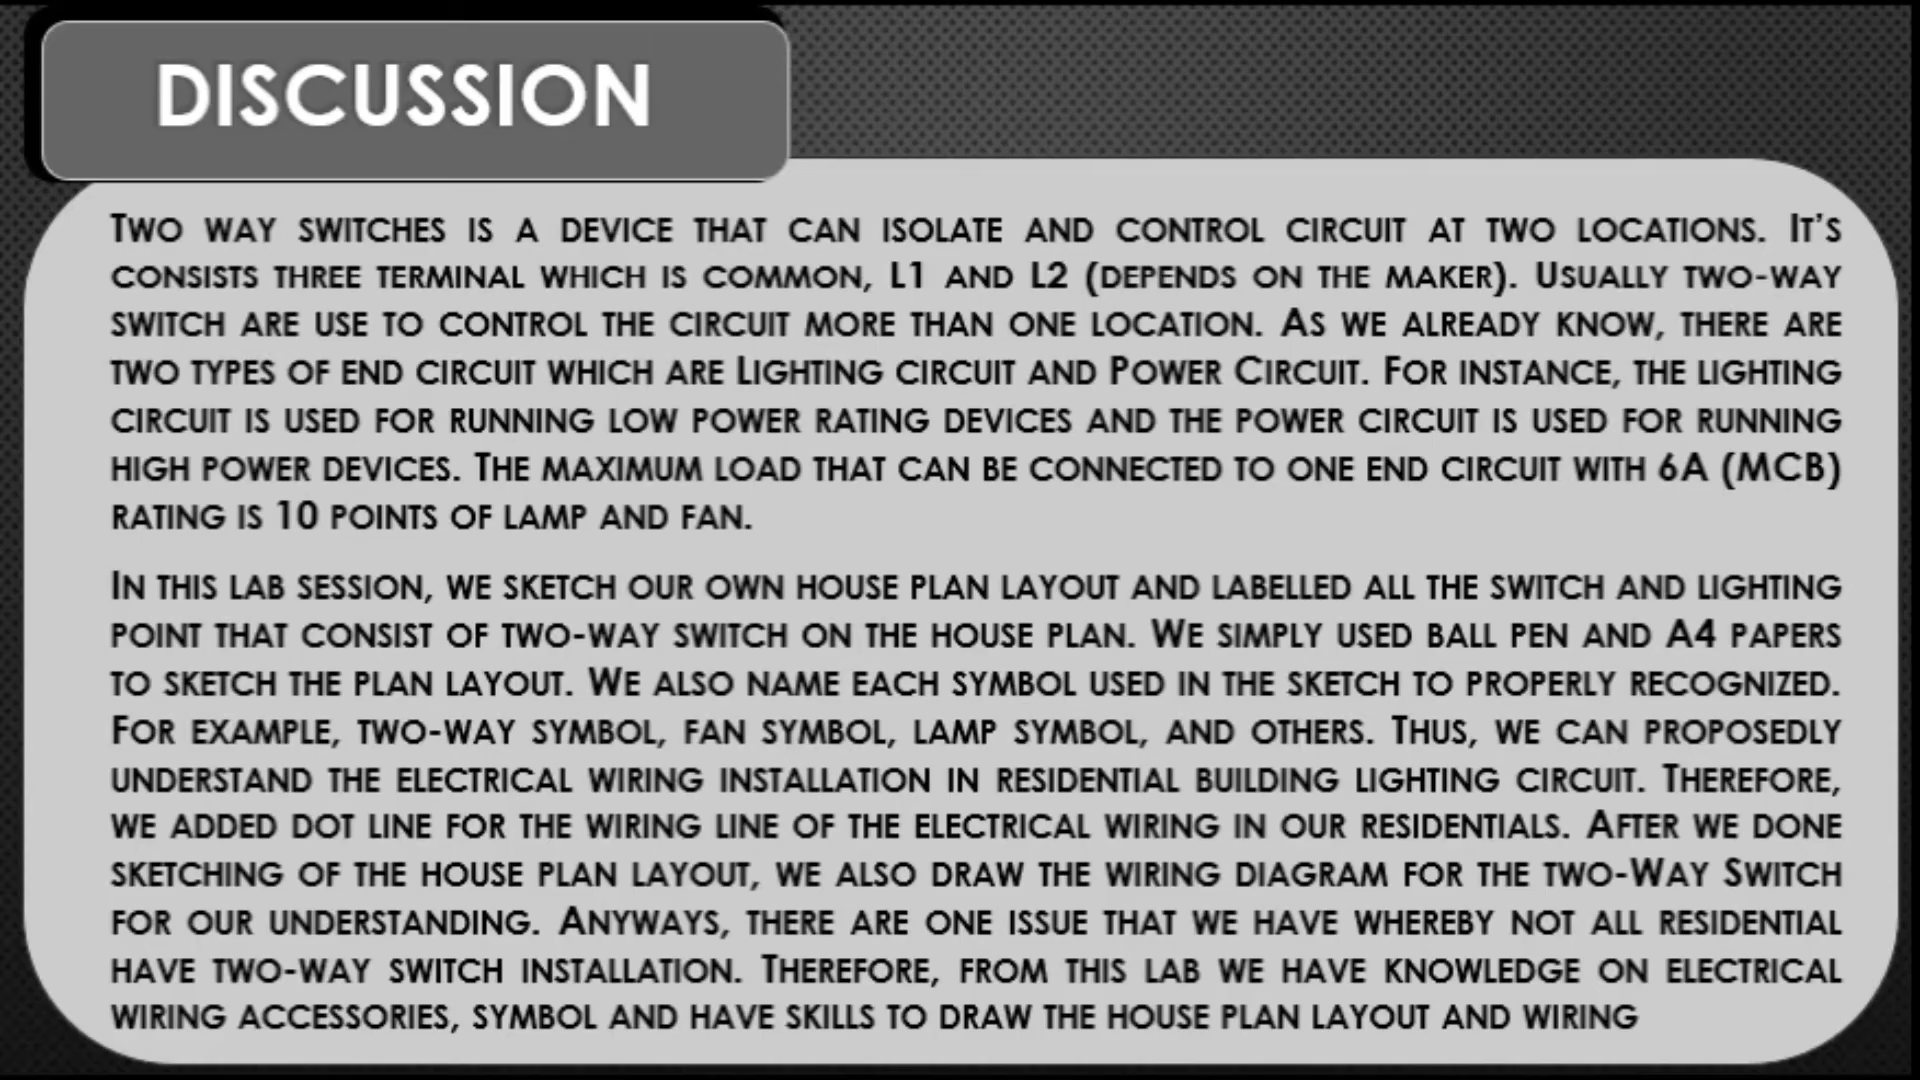 DISCUSSION
Two way switches is a device that can isolate and control circuit at two locations. It's
consists three terminal which is common, L1 and L2 (depends on the maker). Usually two-way
switch are use to control the circuit more than one location. As we already know, there are
two types of end circuit which are Lighting circuit and Power Circuit. For instance, the lighting
circuit is used for running low power rating devices and the power circuit is used for running
high power devices. The maximum load that can be connected to one end circuit with 6A (MCB)
rating is 10 points of lamp and fan.
In this lab session, we sketch our own house plan layout and labelled all the switch and lighting
point that consist of two-way switch on the house plan. We simply used ball pen and A4 papers
to sketch the plan layout. We also name each symbol used in the sketch to properly recognized.
For example, two-way symbol, fan symbol, lamp symbol, and others. Thus, we can proposedly
understand the electrical wiring installation in residential building lighting circuit. Therefore,
we added dot line for the wiring line of the electrical wiring in our residentials. After we done
sketching of the house plan layout, we also draw the wiring diagram for the two-Way Switch
for our understanding. Anyways, there are one issue that we have whereby not all residential
have two-way switch installation. Therefore, from this lab we have knowledge on electrical
wiring accessories, symbol and have skills to draw the house plan layout and wiring